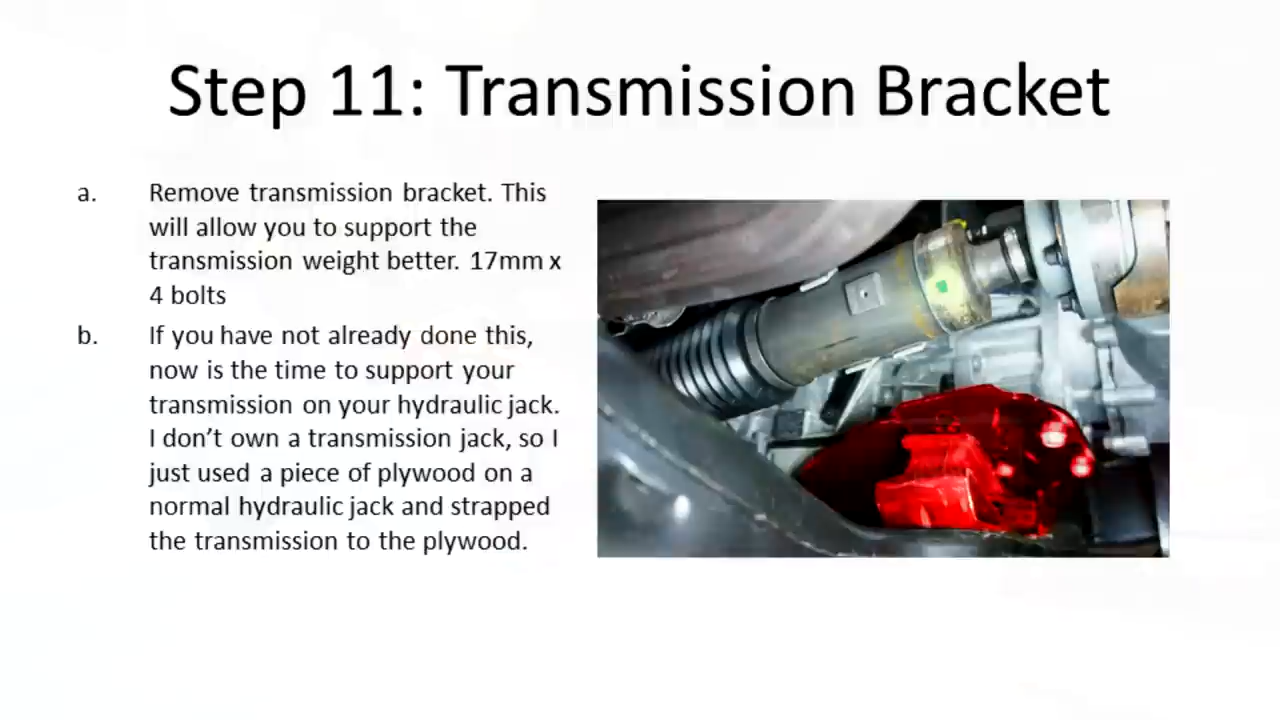 Step 11: Transmission Bracket
a. Remove transmission bracket. This
will allow you to support the
transmission weight better. 17mm x
4 bolts
b. If you have not already done this,
now is the time to support your
transmission on your hydraulic jack.
I don’t own a transmission jack, so I
just used a piece of plywood on a
normal hydraulic jack and strapped
the transmission to the plywood.